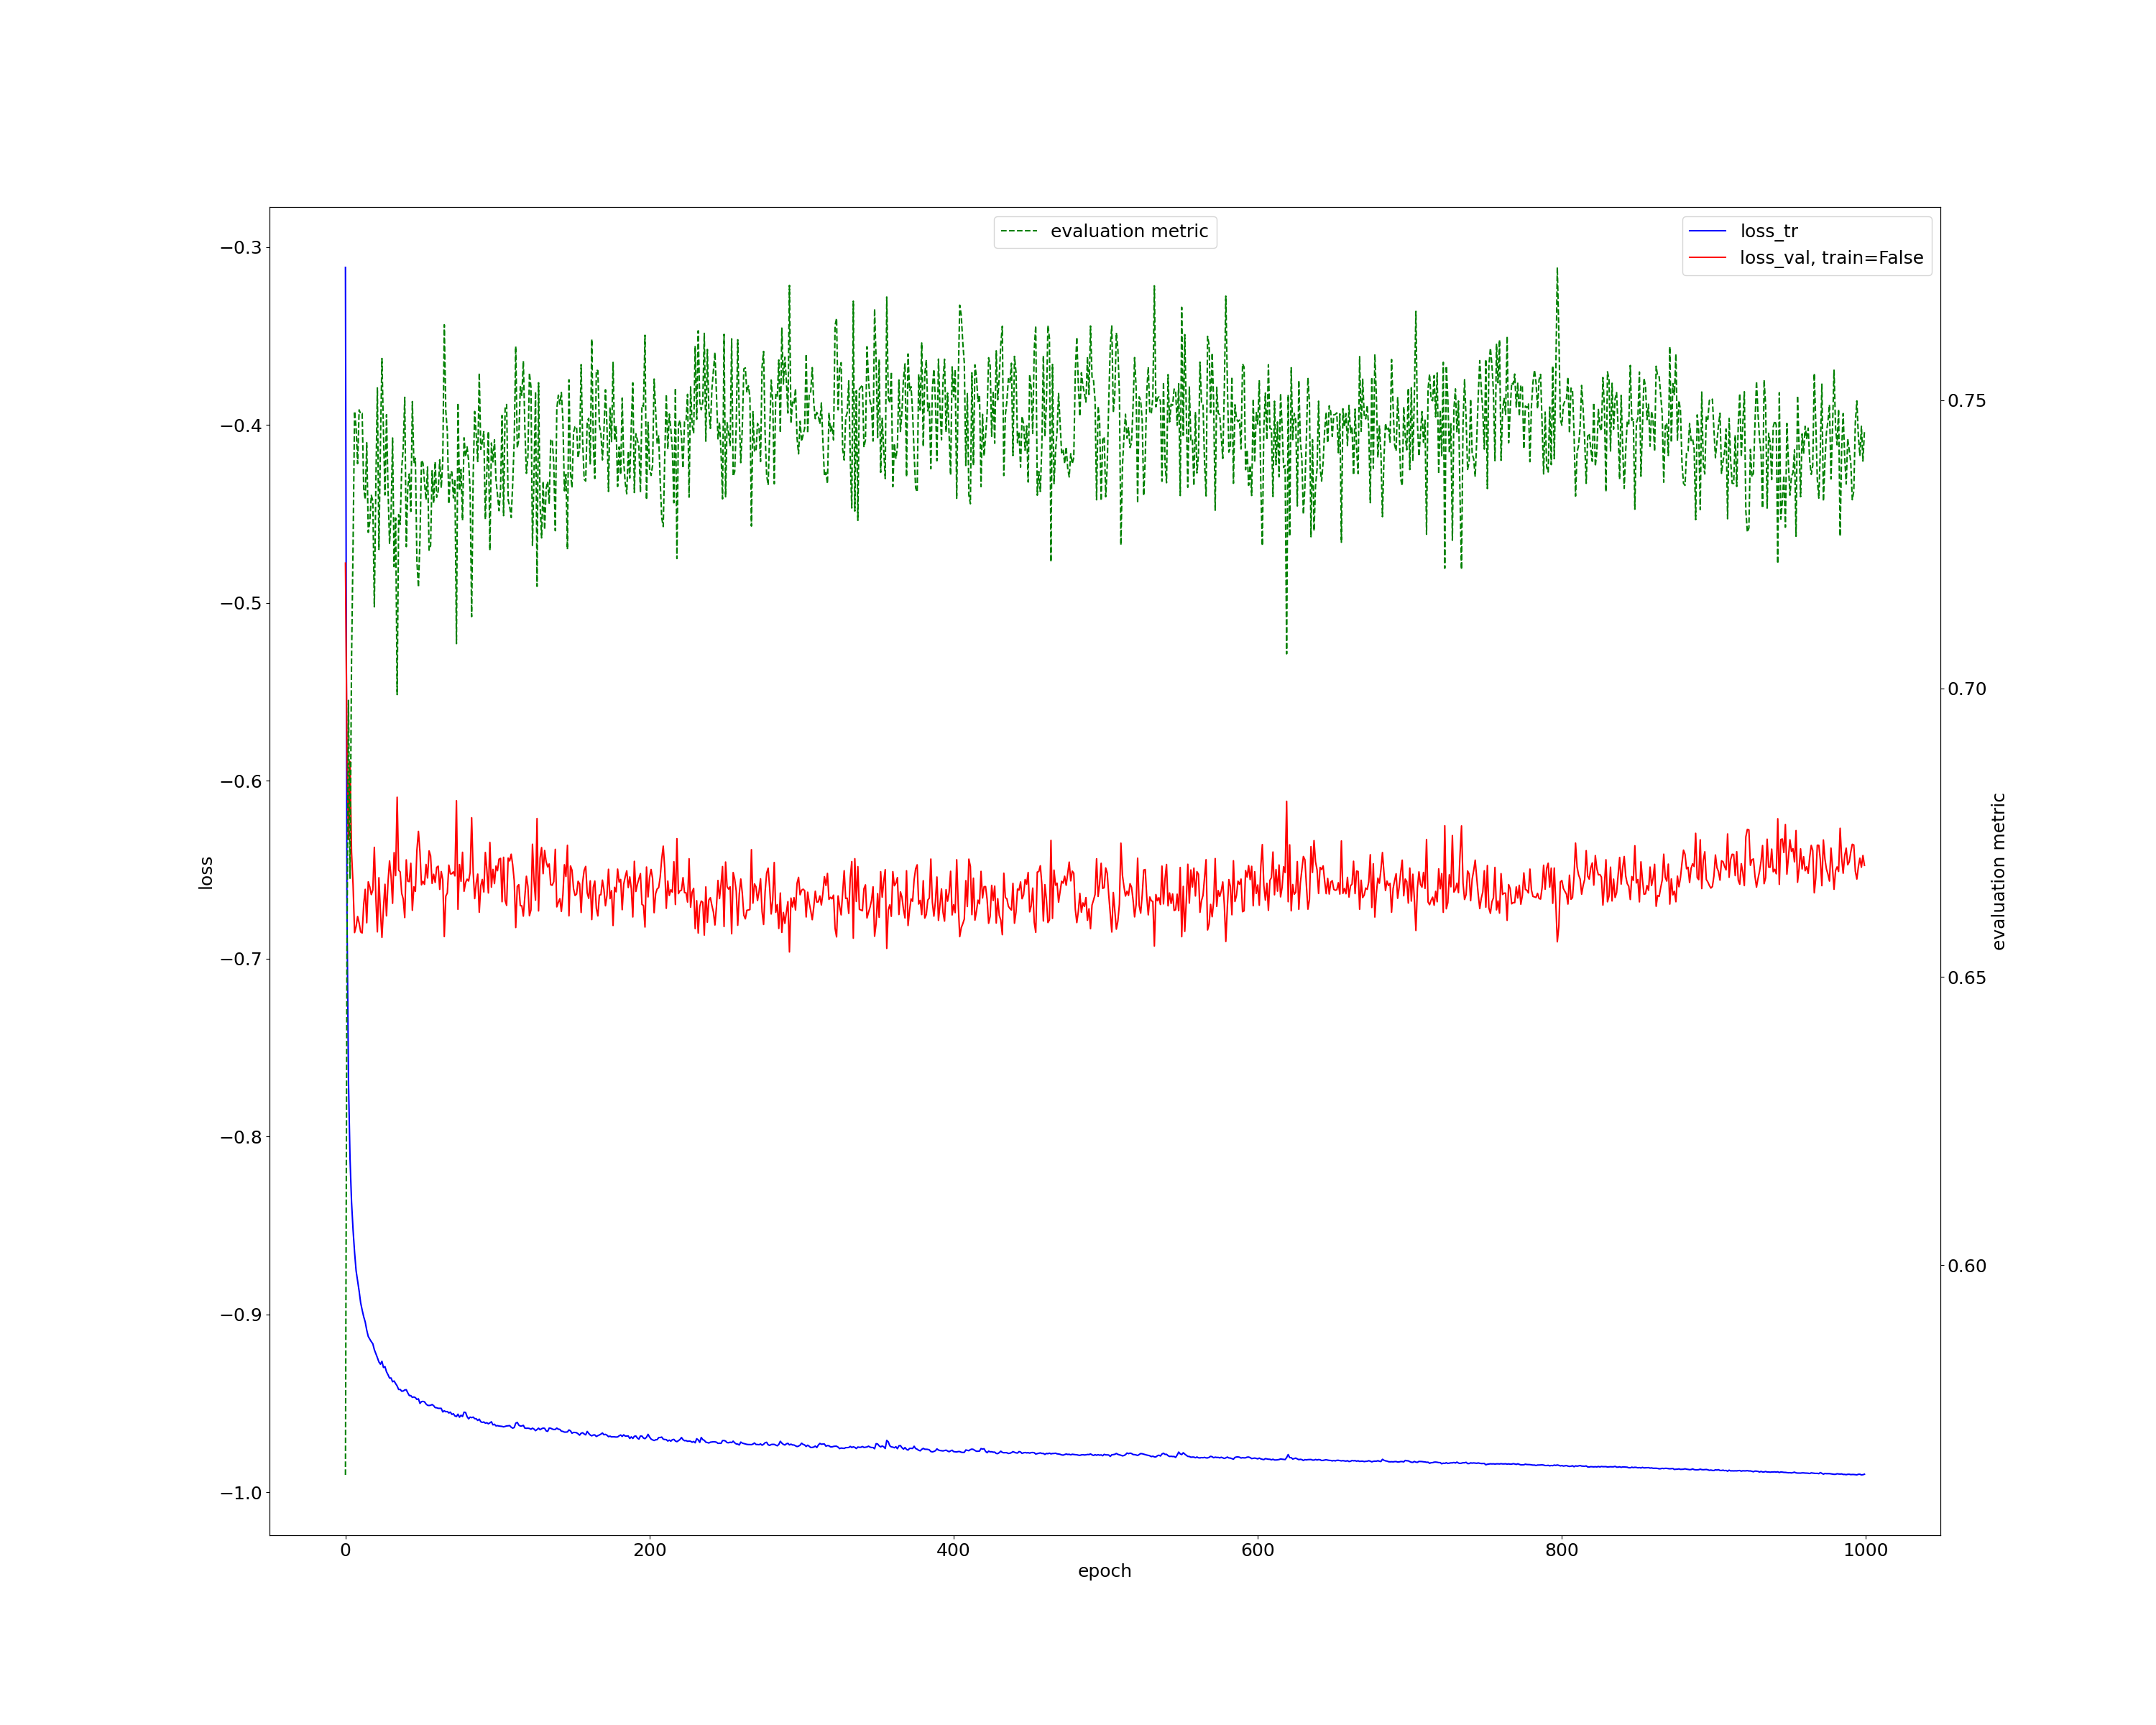 evaluation metric
loss_tr
loss_val, train=False
−0.3
−0.4
−0.5
−0.6
−0.7
−0.8
−0.9
−1.0
loss
0.75
0.70
0.65
0.60
evaluation metric
0 200 400 600 800 1000
epoch